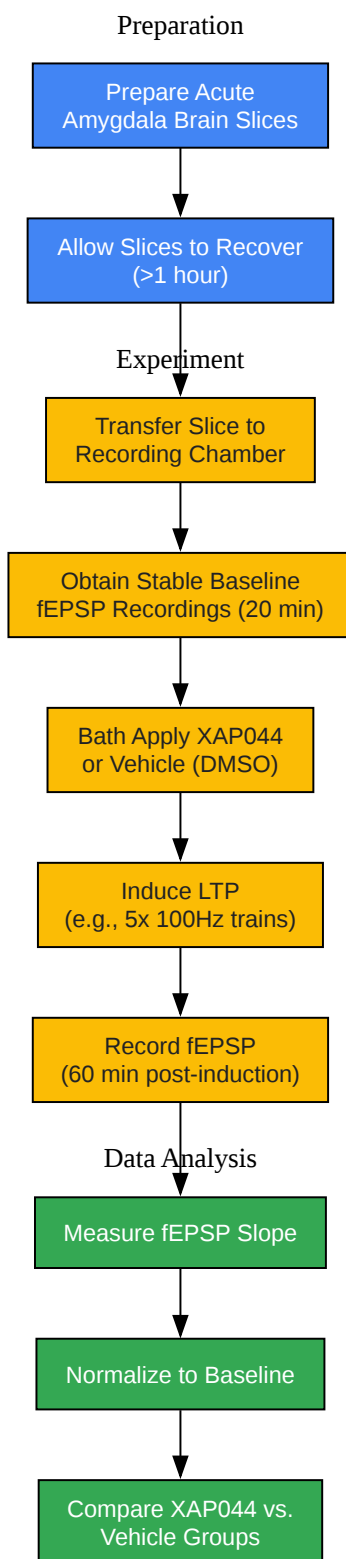 Preparation
Prepare Acute
Amygdala Brain Slices
Allow Slices to Recover
(>1 hour)
Experiment
Transfer Slice to
Recording Chamber
Obtain Stable Baseline
fEPSP Recordings (20 min)
Bath Apply XAP044
or Vehicle (DMSO)
Induce LTP
(e.g., 5x 100Hz trains)
Record fEPSP
(60 min post-induction)
Data Analysis
Measure fEPSP Slope
Normalize to Baseline
Compare XAP044 vs.
Vehicle Groups